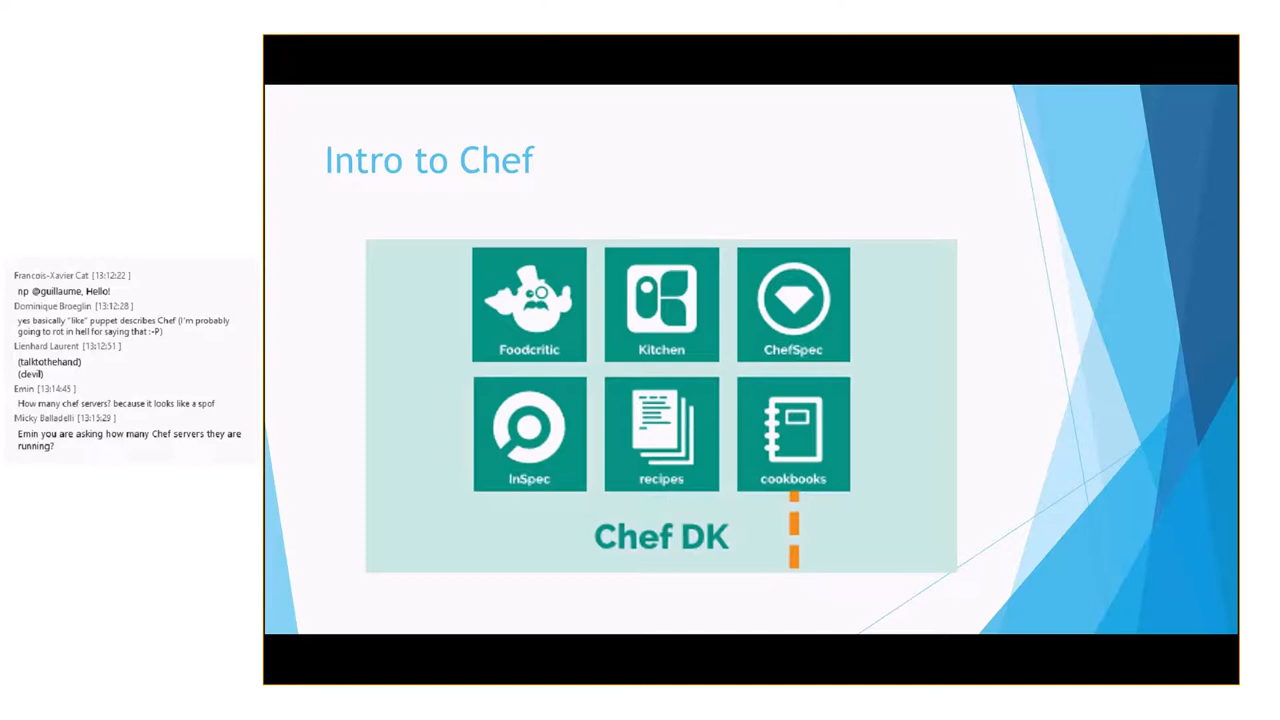 Francois-Xavier Cat [13:12:22 ]
np @guillaume, Hello!
Dominique Broeglin [13:12:28 ]
yes basically "like" puppet describes Chef (I'm probably
going to rot in hell for saying that :-P)
Lienhard Laurent [13:12:51 ]
(talktothehand)
(devil)
Emin [13:14:45 ]
How many chef servers? because it looks like a spof
Micky Balladelli [13:15:29 ]
Emin you are asking how many Chef servers they are
running?
Intro to Chef
Foodcritic
Kitchen
ChefSpec
InSpec
recipes
cookbooks
Chef DK